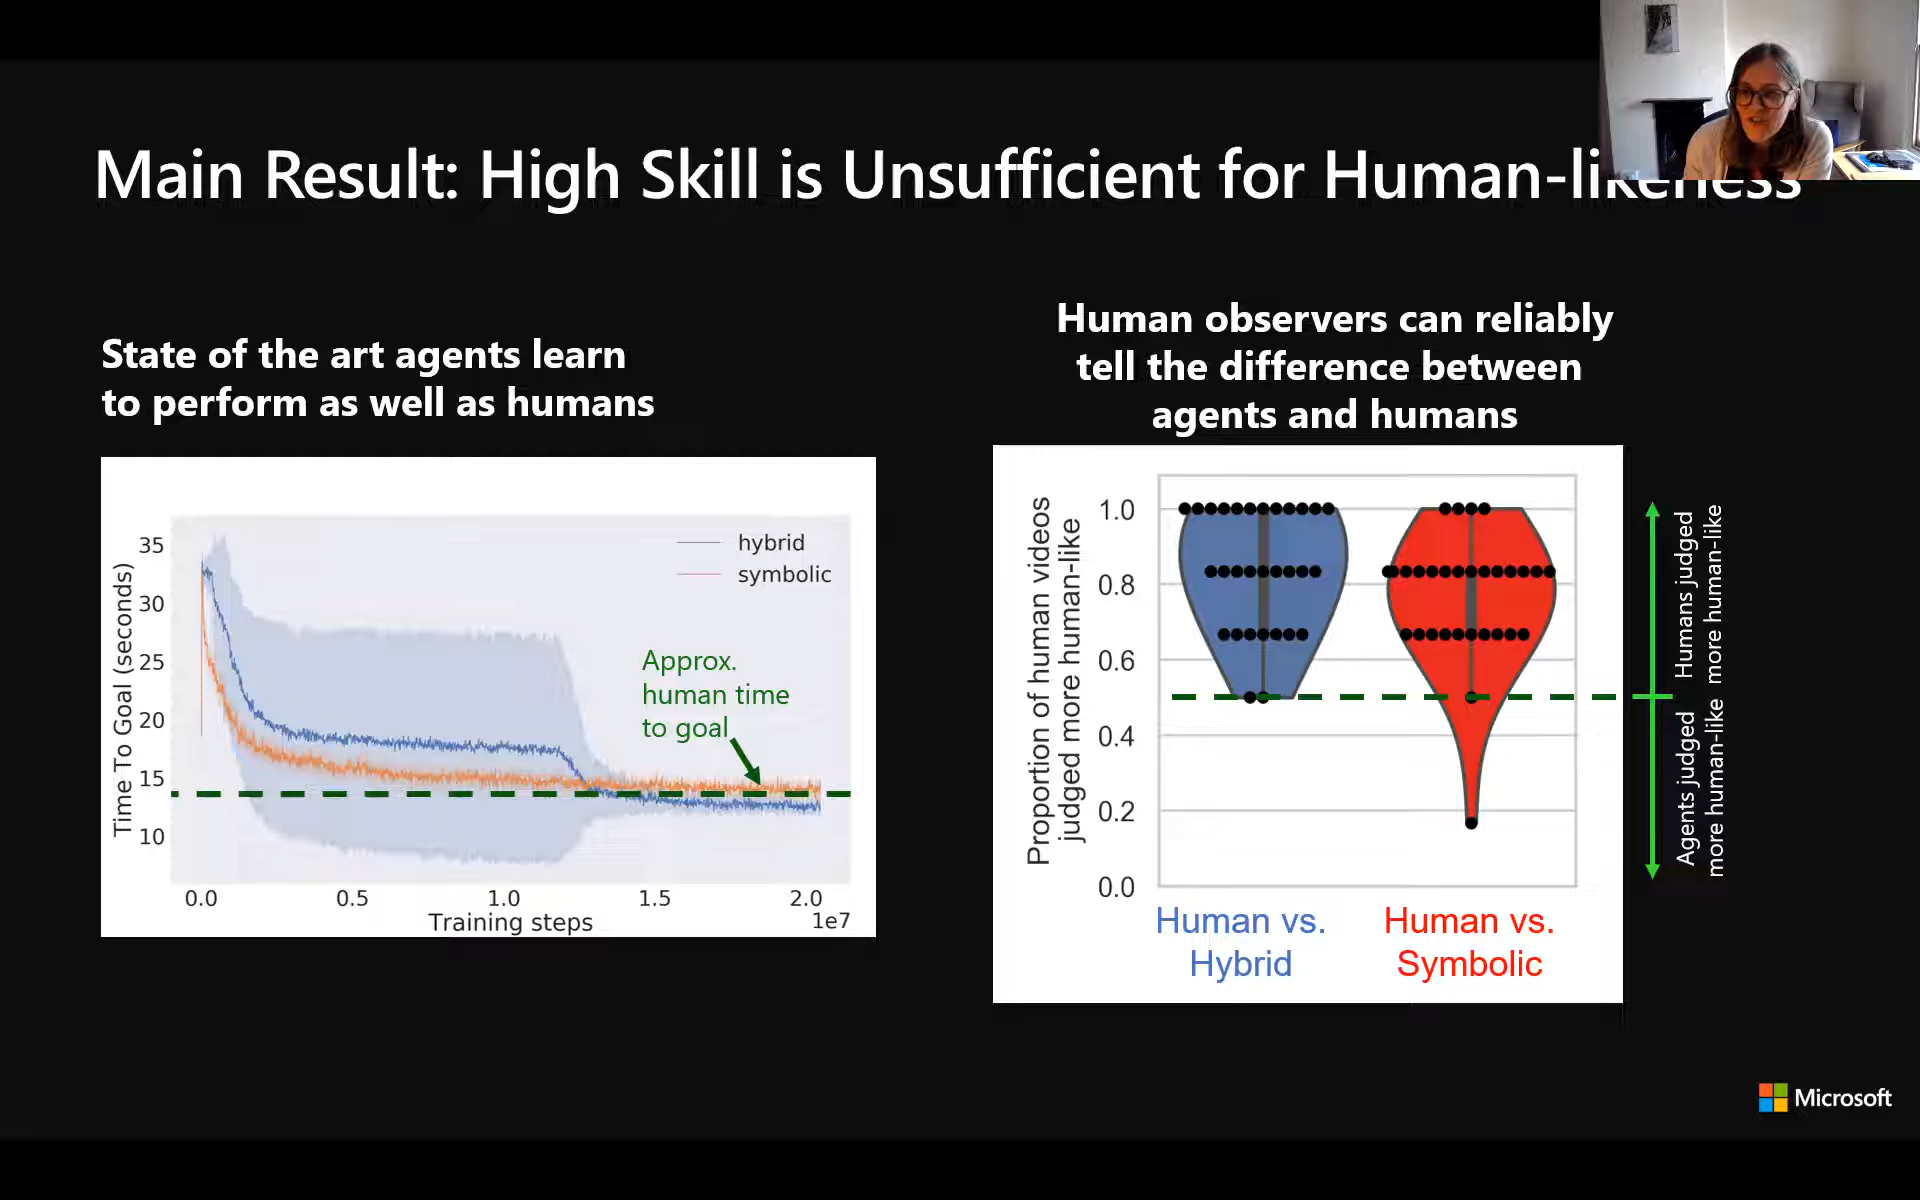 Main Result: High Skill is Unsufficient for Human-likeness
State of the art agents learn
to perform as well as humans
Human observers can reliably
tell the difference between
agents and humans
Time To Goal (seconds)
35
30
25
20
15
10
hybrid
symbolic
Approx.
human time
to goal
0.0 0.5 1.0 1.5 2.0
1e7
Training steps
Proportion of human videos
judged more human-like
1.0
0.8
0.6
0.4
0.2
0.0
Human vs.
Hybrid
Human vs.
Symbolic
Humans judged
more human-like
Agents judged
more human-like
Microsoft